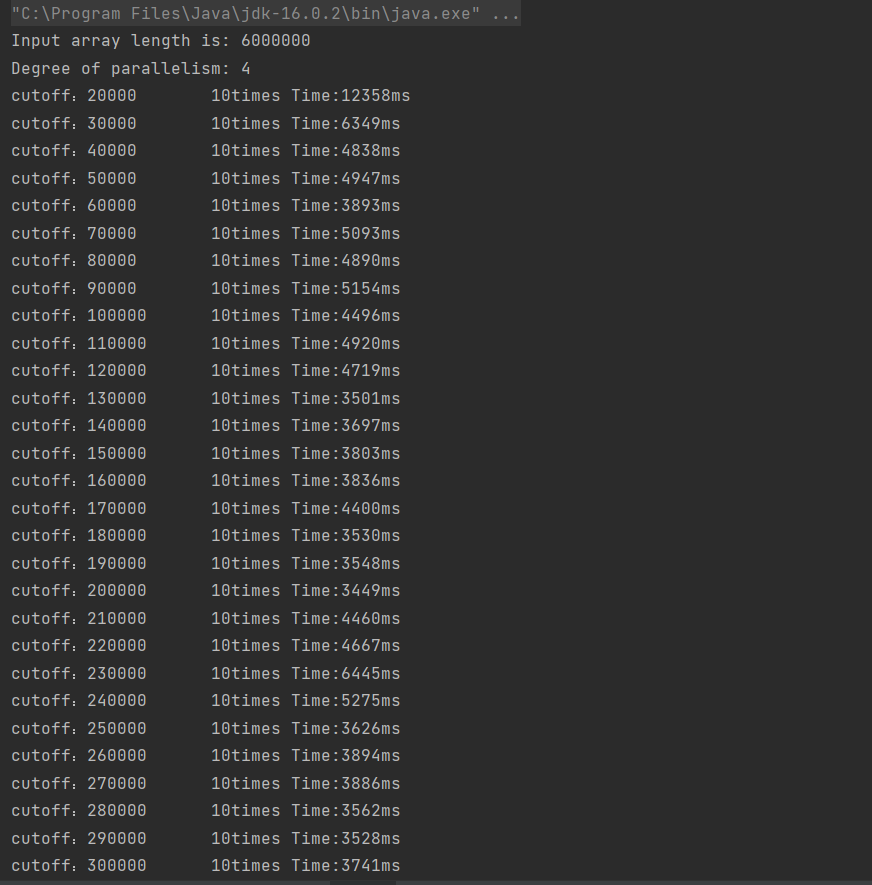 "C:\Program Files\Java\jdk-16.0.2\bin\java.exe" ...
Input array length is: 6000000
Degree of parallelism: 4
cutoff：20000		10times Time:12358ms
cutoff：30000		10times Time:6349ms
cutoff：40000		10times Time:4838ms
cutoff：50000		10times Time:4947ms
cutoff：60000		10times Time:3893ms
cutoff：70000		10times Time:5093ms
cutoff：80000		10times Time:4890ms
cutoff：90000		10times Time:5154ms
cutoff：100000		10times Time:4496ms
cutoff：110000		10times Time:4920ms
cutoff：120000		10times Time:4719ms
cutoff：130000		10times Time:3501ms
cutoff：140000		10times Time:3697ms
cutoff：150000		10times Time:3803ms
cutoff：160000		10times Time:3836ms
cutoff：170000		10times Time:4400ms
cutoff：180000		10times Time:3530ms
cutoff：190000		10times Time:3548ms
cutoff：200000		10times Time:3449ms
cutoff：210000		10times Time:4460ms
cutoff：220000		10times Time:4667ms
cutoff：230000		10times Time:6445ms
cutoff：240000		10times Time:5275ms
cutoff：250000		10times Time:3626ms
cutoff：260000		10times Time:3894ms
cutoff：270000		10times Time:3886ms
cutoff：280000		10times Time:3562ms
cutoff：290000		10times Time:3528ms
cutoff：300000		10times Time:3741ms